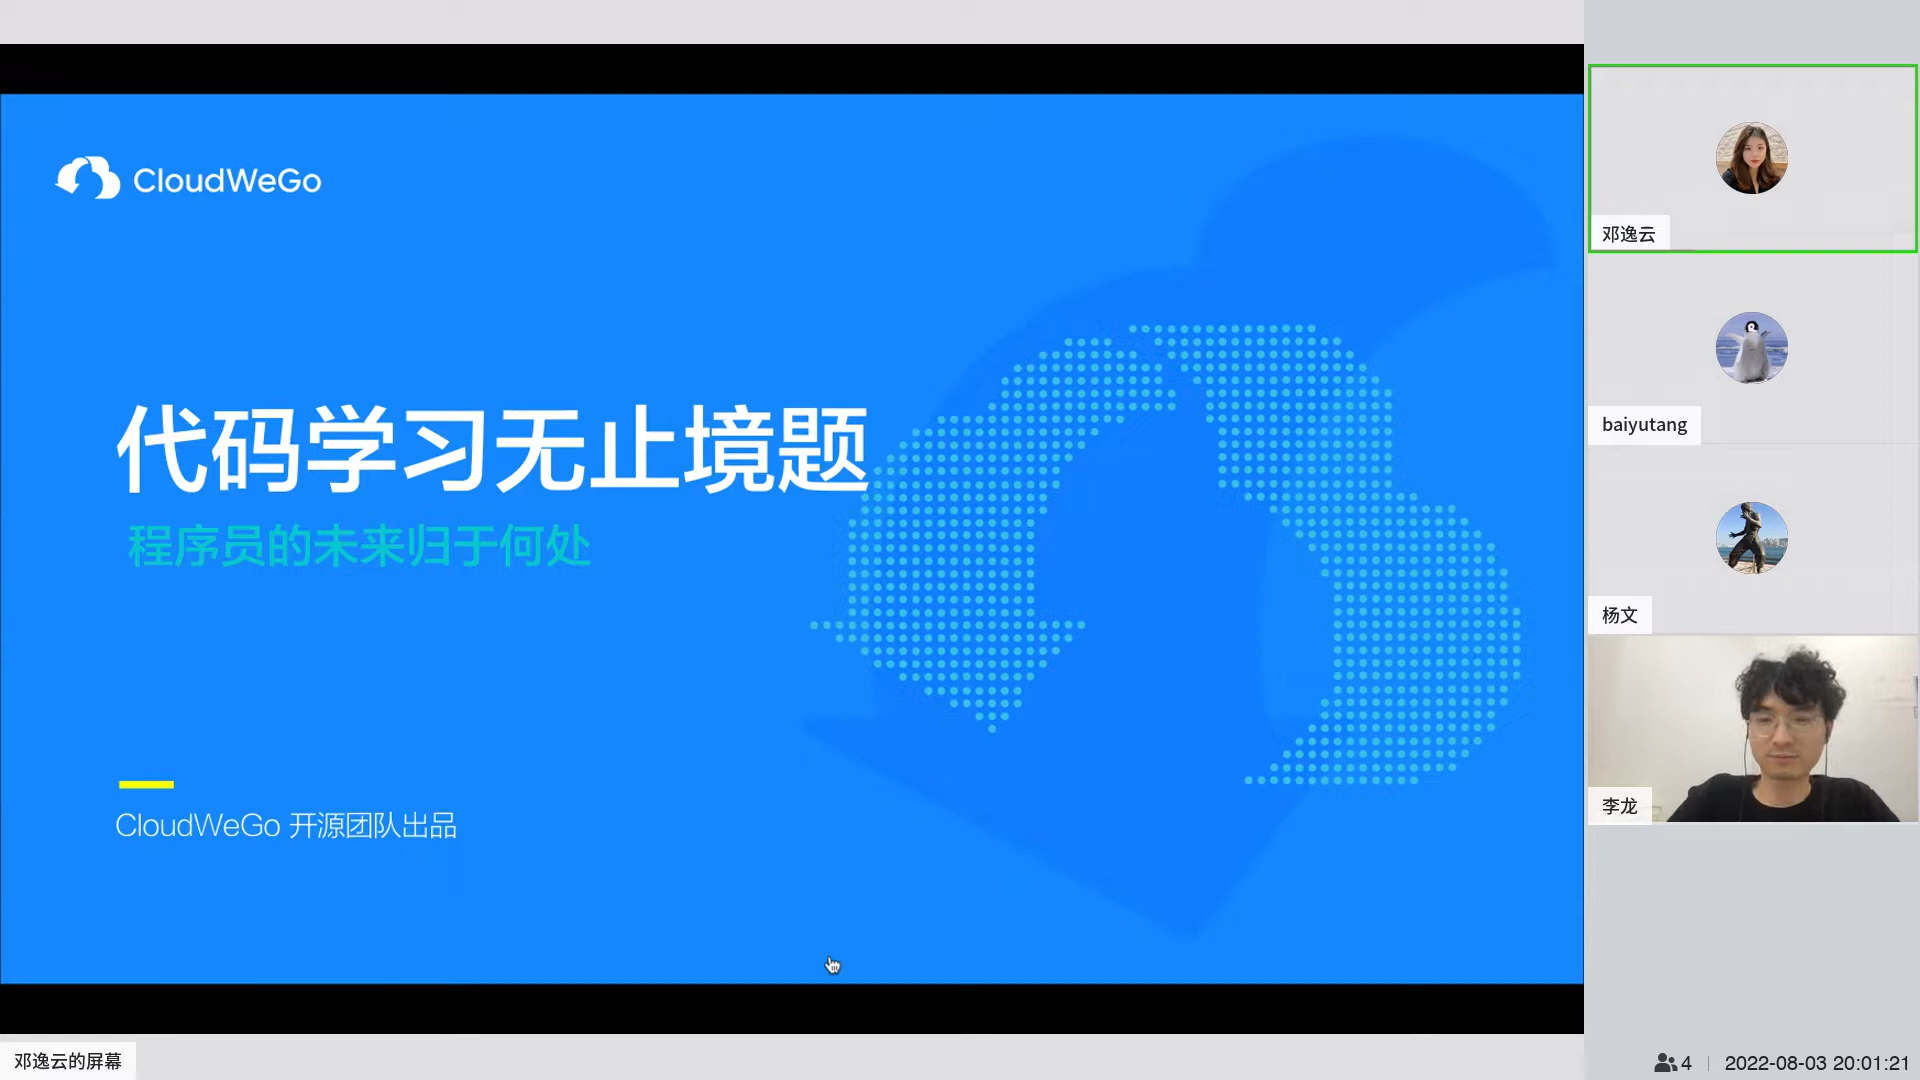 CloudWeGo
代码学习无止境题
程序员的未来归于何处
CloudWeGo 开源团队出品
邓逸云
baiyutang
杨文
李龙
邓逸云的屏幕
4
2022-08-03 20:01:21